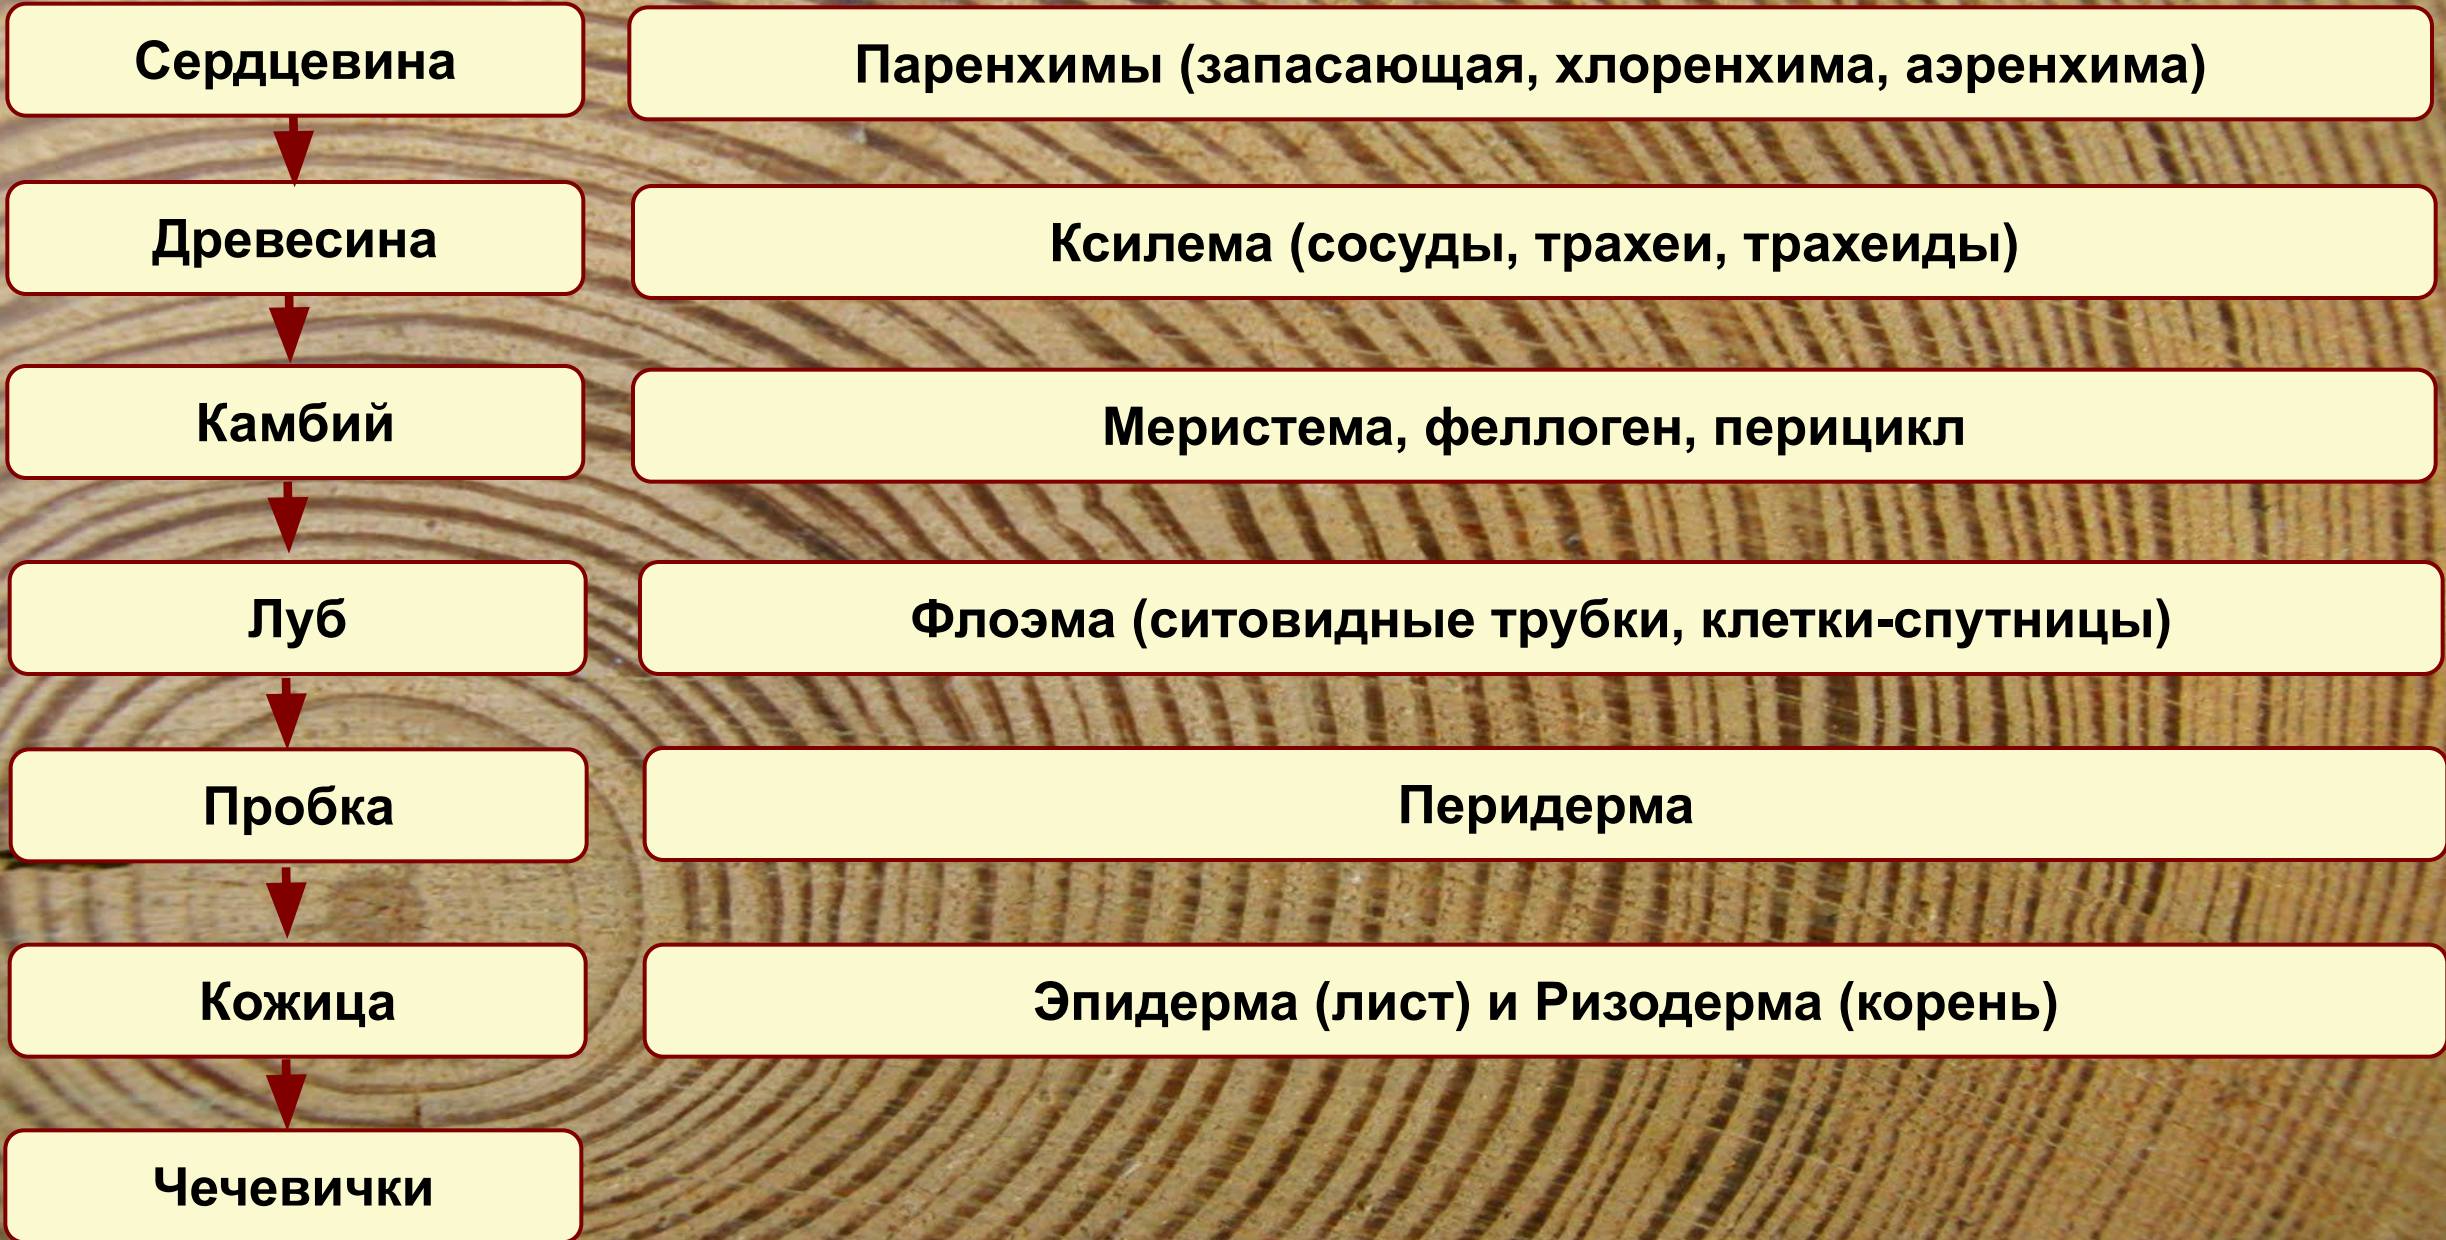 Сердцевина
Паренхимы (запасающая, хлоренхима, аэренхима)
Древесина
Ксилема (сосуды, трахеи, трахеиды)
Камбий
Меристема, феллоген, перицикл
Луб
Флоэма (ситовидные трубки, клетки-спутницы)
Пробка
Перидерма
Кожица
Эпидерма (лист) и Ризодерма (корень)
Чечевички